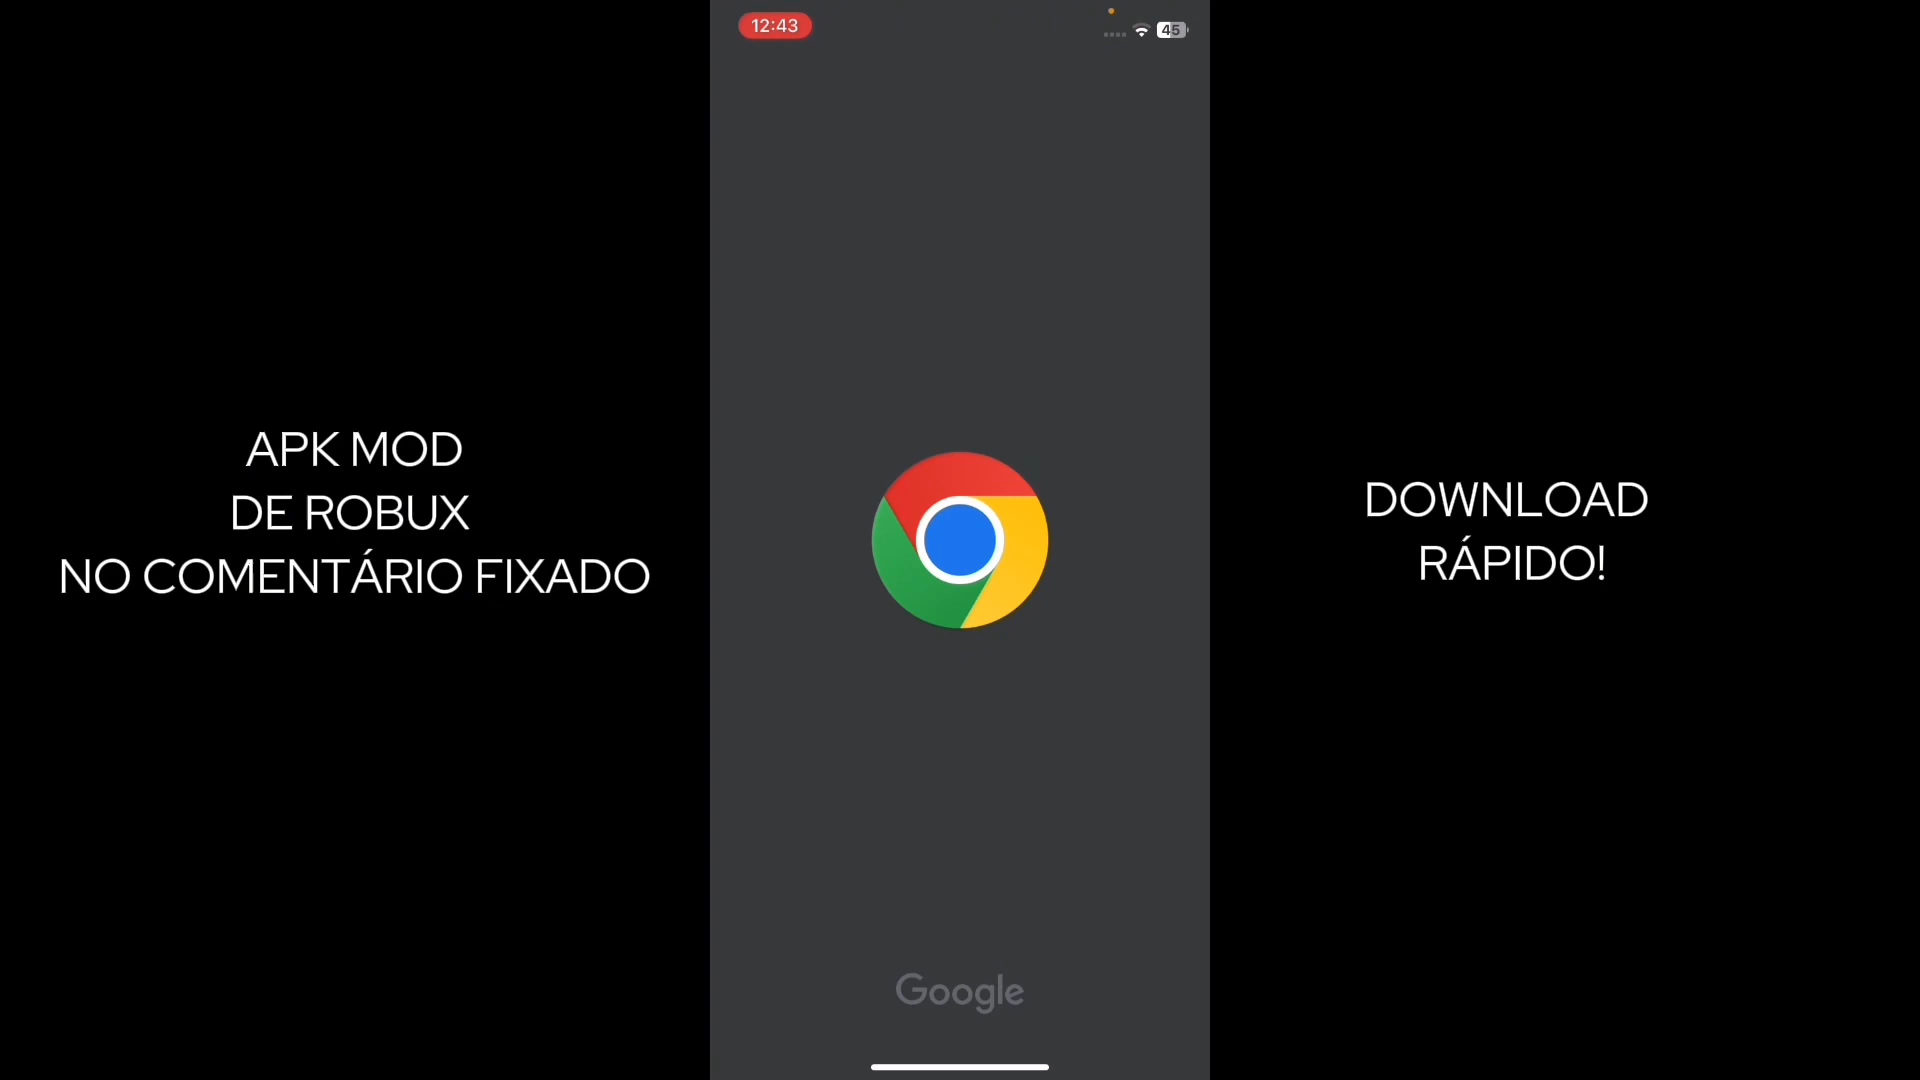 12:43
45
APK MOD
DE ROBUX
NO COMENTÁRIO FIXADO
DOWNLOAD
RÁPIDO!
Google